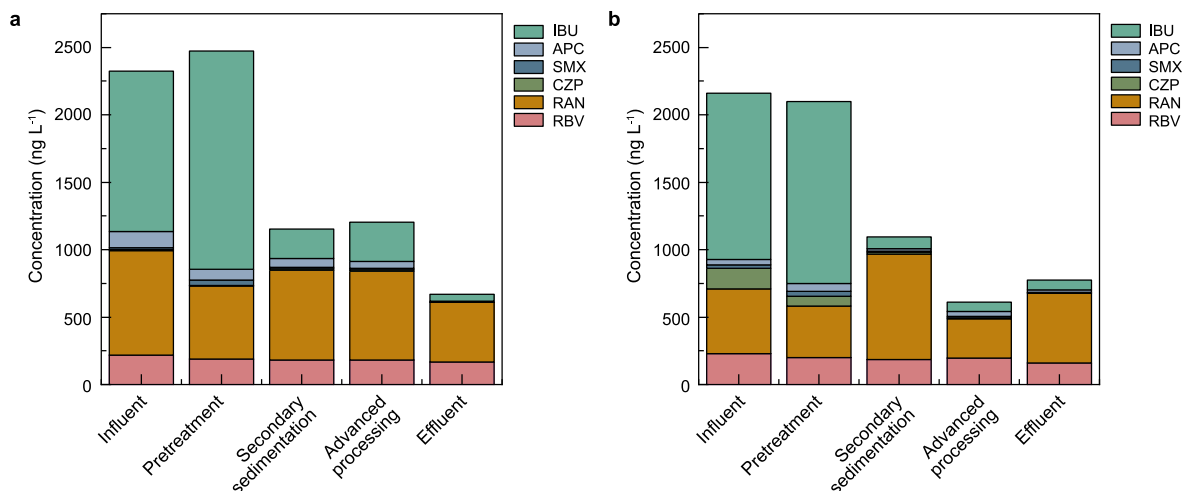 a
Concentration (ng L⁻¹)
2500
2000
1500
1000
500
0
Influent
Pretreatment
Secondary
sedimentation
Advanced
processing
Effluent
IBU
APC
SMX
CZP
RAN
RBV
b
Concentration (ng L⁻¹)
2500
2000
1500
1000
500
0
Influent
Pretreatment
Secondary
sedimentation
Advanced
processing
Effluent
IBU
APC
SMX
CZP
RAN
RBV